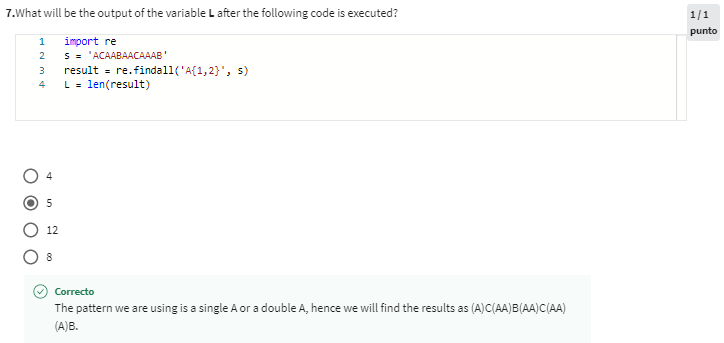 7.What will be the output of the variable L after the following code is executed?
1/1
punto
1 import re
2 s = 'ACAABAACAAAB'
3 result = re.findall('A{1,2}', s)
4 L = len(result)
4
5
12
8
Correcto
The pattern we are using is a single A or a double A, hence we will find the results as (A)C(AA)B(AA)C(AA)
(A)B.